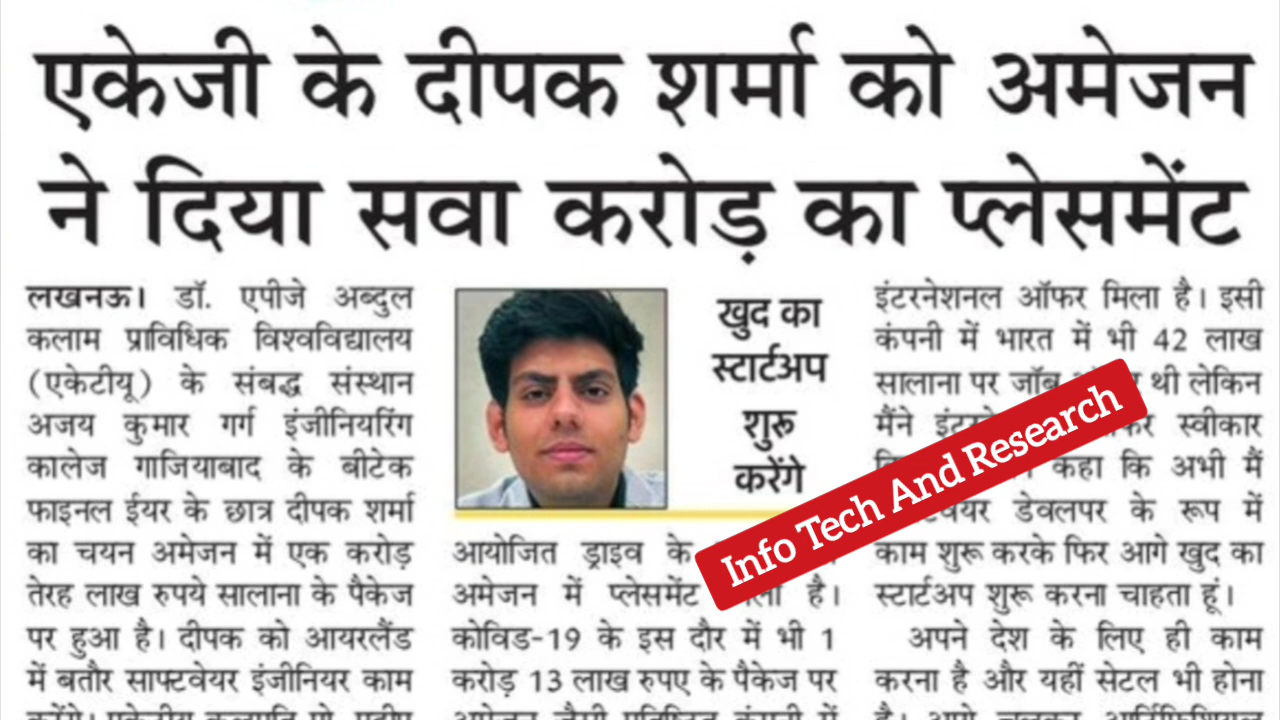 एकेजी के दीपक शर्मा को अमेजन
ने दिया सवा करोड़ का प्लेसमेंट
लखनऊ। डॉ. एपीजे अब्दुल
कलाम प्राविधिक विश्वविद्यालय
(एकेटीयू) के संबद्ध संस्थान
अजय कुमार गर्ग इंजीनियरिंग
कालेज गाजियाबाद के बीटेक
फाइनल ईयर के छात्र दीपक शर्मा
का चयन अमेजन में एक करोड़
तेरह लाख रुपये सालाना के पैकेज
पर हुआ है। दीपक को आयरलैंड
में बतौर साफ्टवेयर इंजीनियर काम
खुद का
स्टार्टअप
शुरू
करेंगे
आयोजित ड्राइव के
अमेजन में प्लेसमेंट है।
कोविड-19 के इस दौर में भी 1
करोड़ 13 लाख रुपए के पैकेज पर
इंटरनेशनल ऑफर मिला है। इसी
कंपनी में भारत में भी 42 लाख
सालाना पर जॉब थी लेकिन
मैंने स्वीकार
कहा कि अभी मैं
डेवलपर के रूप में
काम शुरू करके फिर आगे खुद का
स्टार्टअप शुरू करना चाहता हूं।
अपने देश के लिए ही काम
करना है और यहीं सेटल भी होना
Info Tech And Research